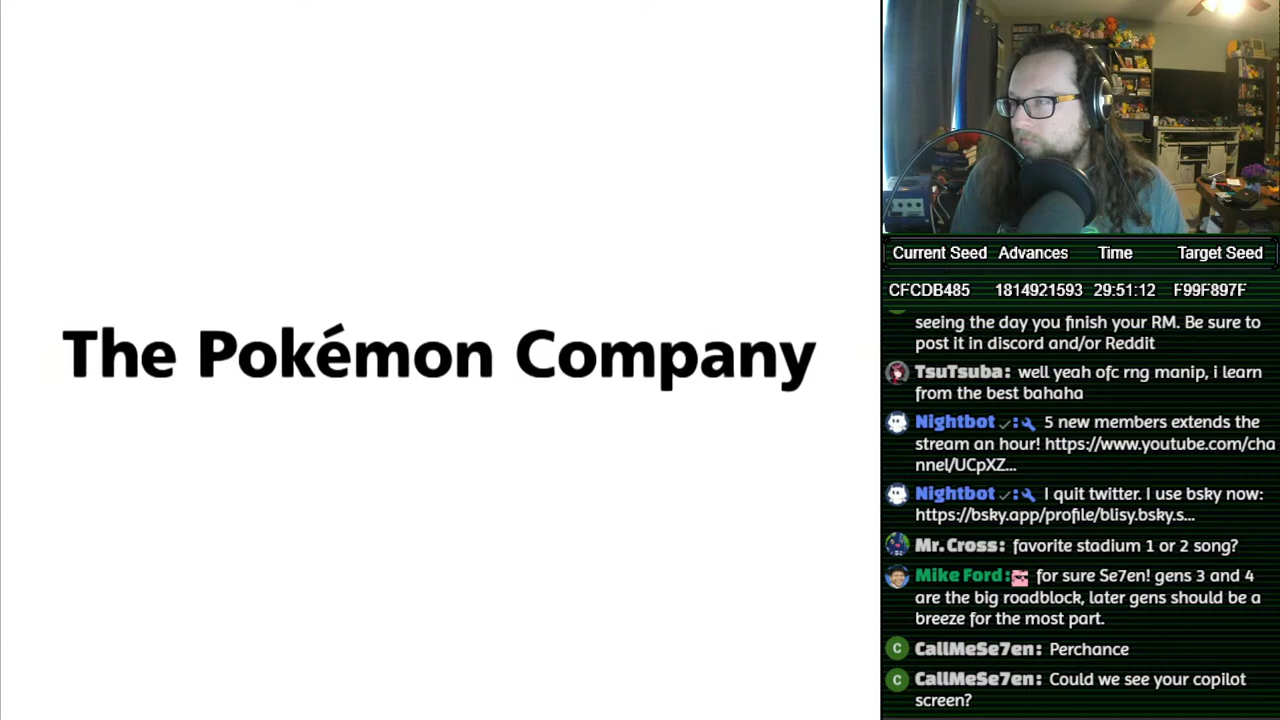 The Pokémon Company
Current Seed Advances Time Target Seed
CFCDB485 1814921593 29:51:12 F99F897F
seeing the day you finish your RM. Be sure to
post it in discord and/or Reddit
TsuTsuba: well yeah ofc rng manip, i learn
from the best bahaha
Nightbot ✓: 5 new members extends the
stream an hour! https://www.youtube.com/cha
nnel/UCpXZ...
Nightbot ✓: I quit twitter. I use bsky now:
https://bsky.app/profile/blisy.bsky.s...
Mr. Cross: favorite stadium 1 or 2 song?
Mike Ford: for sure Se7en! gens 3 and 4
are the big roadblock, later gens should be a
breeze for the most part.
C CallMeSe7en: Perchance
C CallMeSe7en: Could we see your copilot
screen?